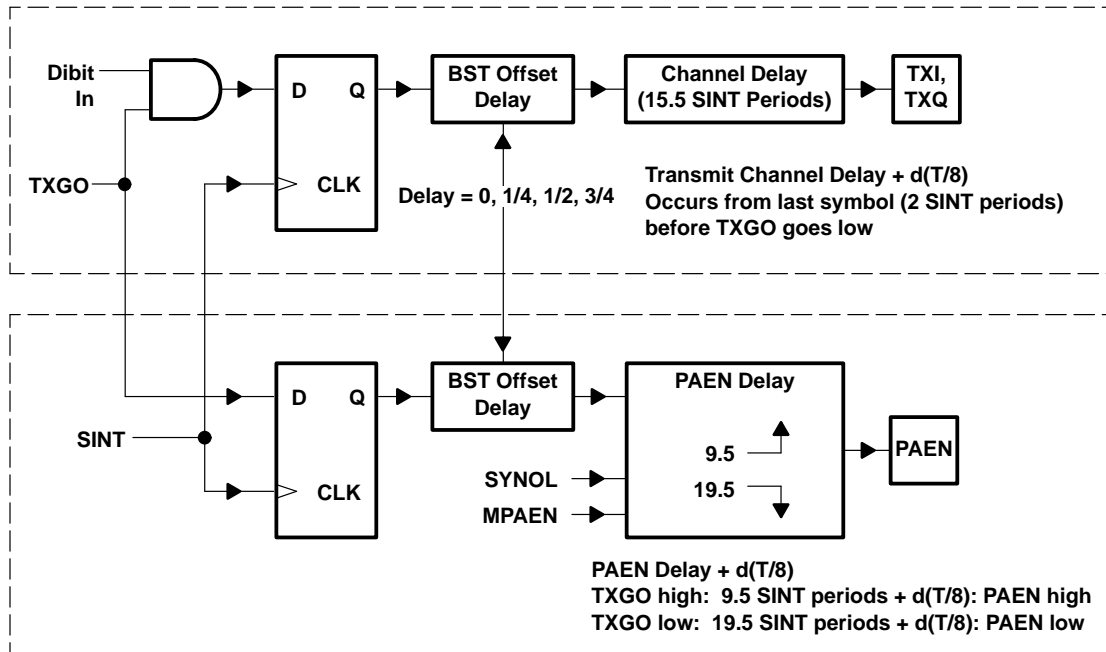 Dibit
In
TXGO
D
Q
CLK
BST Offset
Delay
Channel Delay
(15.5 SINT Periods)
TXI,
TXQ
Delay = 0, 1/4, 1/2, 3/4
Transmit Channel Delay + d(T/8)
Occurs from last symbol (2 SINT periods)
before TXGO goes low
SINT
D
Q
CLK
BST Offset
Delay
SYNOL
MPAEN
PAEN Delay
9.5
19.5
PAEN
PAEN Delay + d(T/8)
TXGO high: 9.5 SINT periods + d(T/8): PAEN high
TXGO low: 19.5 SINT periods + d(T/8): PAEN low